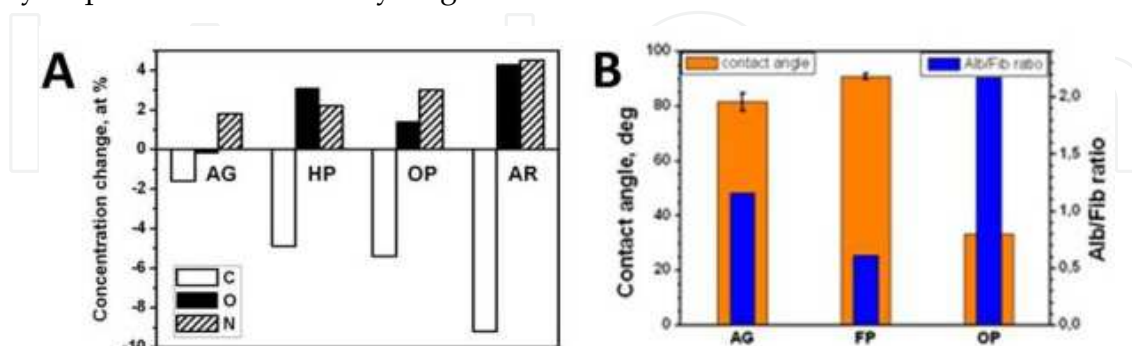 A
Concentration change, at %
4
2
0
-2
-4
-6
-8
-10
AG
HP
OP
AR
C
O
N
B
Contact angle, deg
100
80
60
40
20
0
contact angle
Alb/Fib ratio
2,0
1,5
1,0
0,5
0,0
Alb/Fib ratio
AG
FP
OP